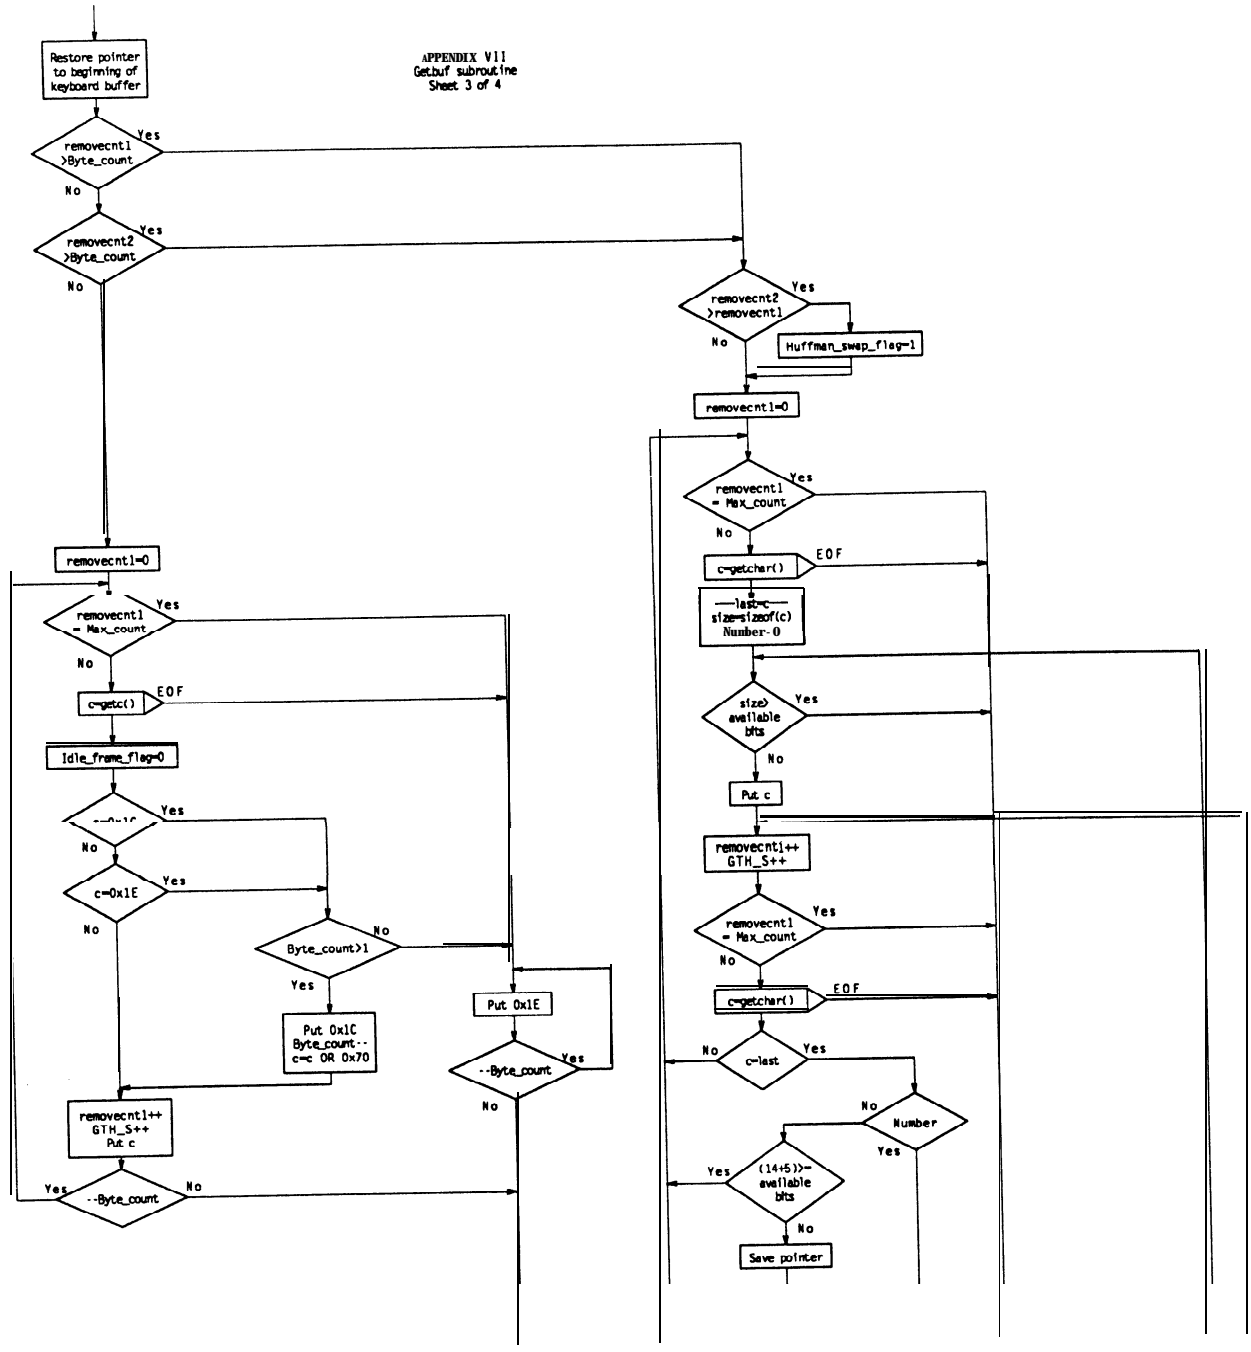 APPENDIX VII
Getbuf subroutine
Sheet 3 of 4
Restore pointer
to beginning of
keyboard buffer
removecnt1
>Byte_count
Yes
No
removecnt2
>Byte_count
Yes
No
removecnt2
>removecnt1
Yes
No
Huffman_swap_flag=1
removecnt1=0
removecnt1
= Max_count
Yes
No
c=getchar()
EOF
last=c
size=sizeof(c)
Number-0
size>
available
bits
Yes
No
Put c
removecnt1++
GTH_S++
removecnt1
= Max_count
Yes
No
c=getchar()
EOF
c=last
No
Yes
Number
No
Yes
(14+5)>=
available
bits
Yes
No
Save pointer
removecnt1=0
removecnt1
= Max_count
Yes
No
c=getc()
EOF
Idle_frame_flag=0
Yes
No
c=0x1E
Yes
No
Byte_count>1
No
Yes
Put 0x1C
Byte_count--
c=c OR 0x70
Put 0x1E
--Byte_count
Yes
No
removecnt1++
GTH_S++
Put c
--Byte_count
Yes
No